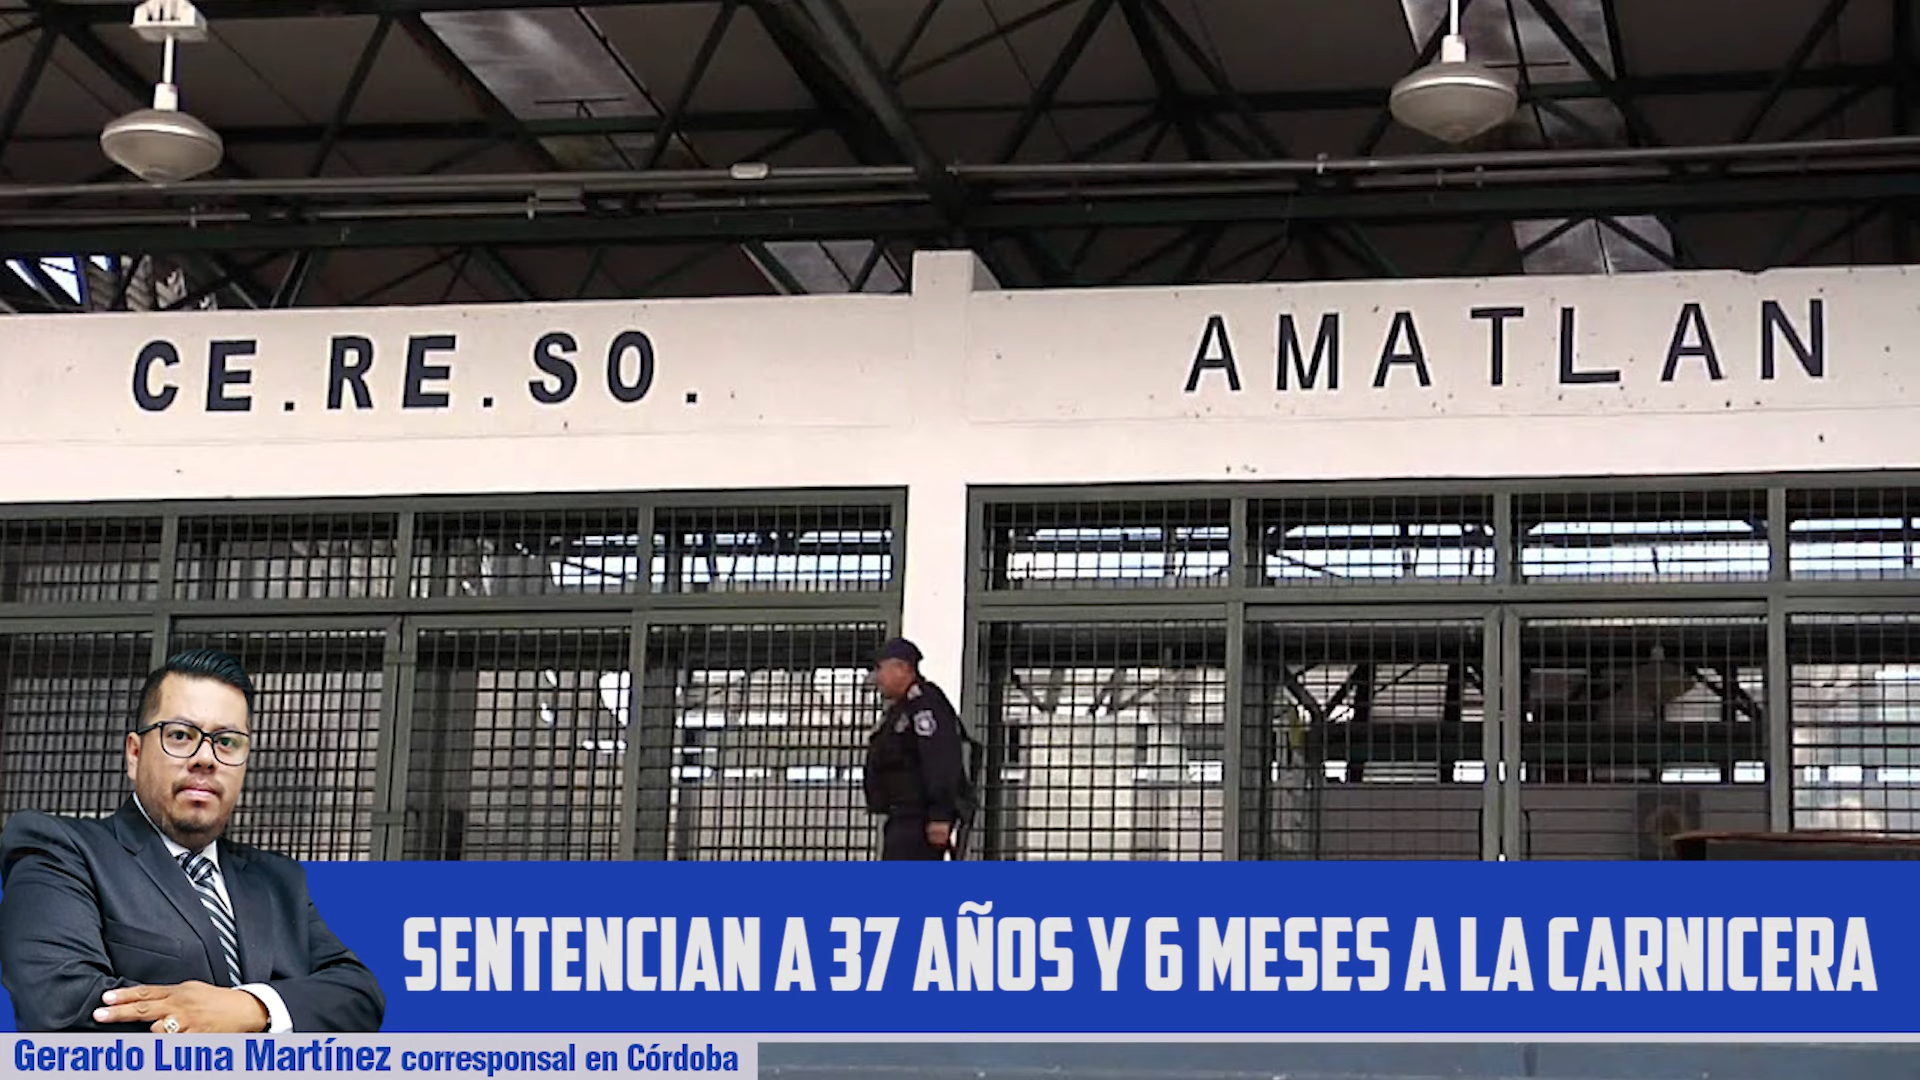 CE.RE.SO. AMATLAN
SENTENCIAN A 37 AÑOS Y 6 MESES A LA CARNICERA
Gerardo Luna Martínez corresponsal en Córdoba